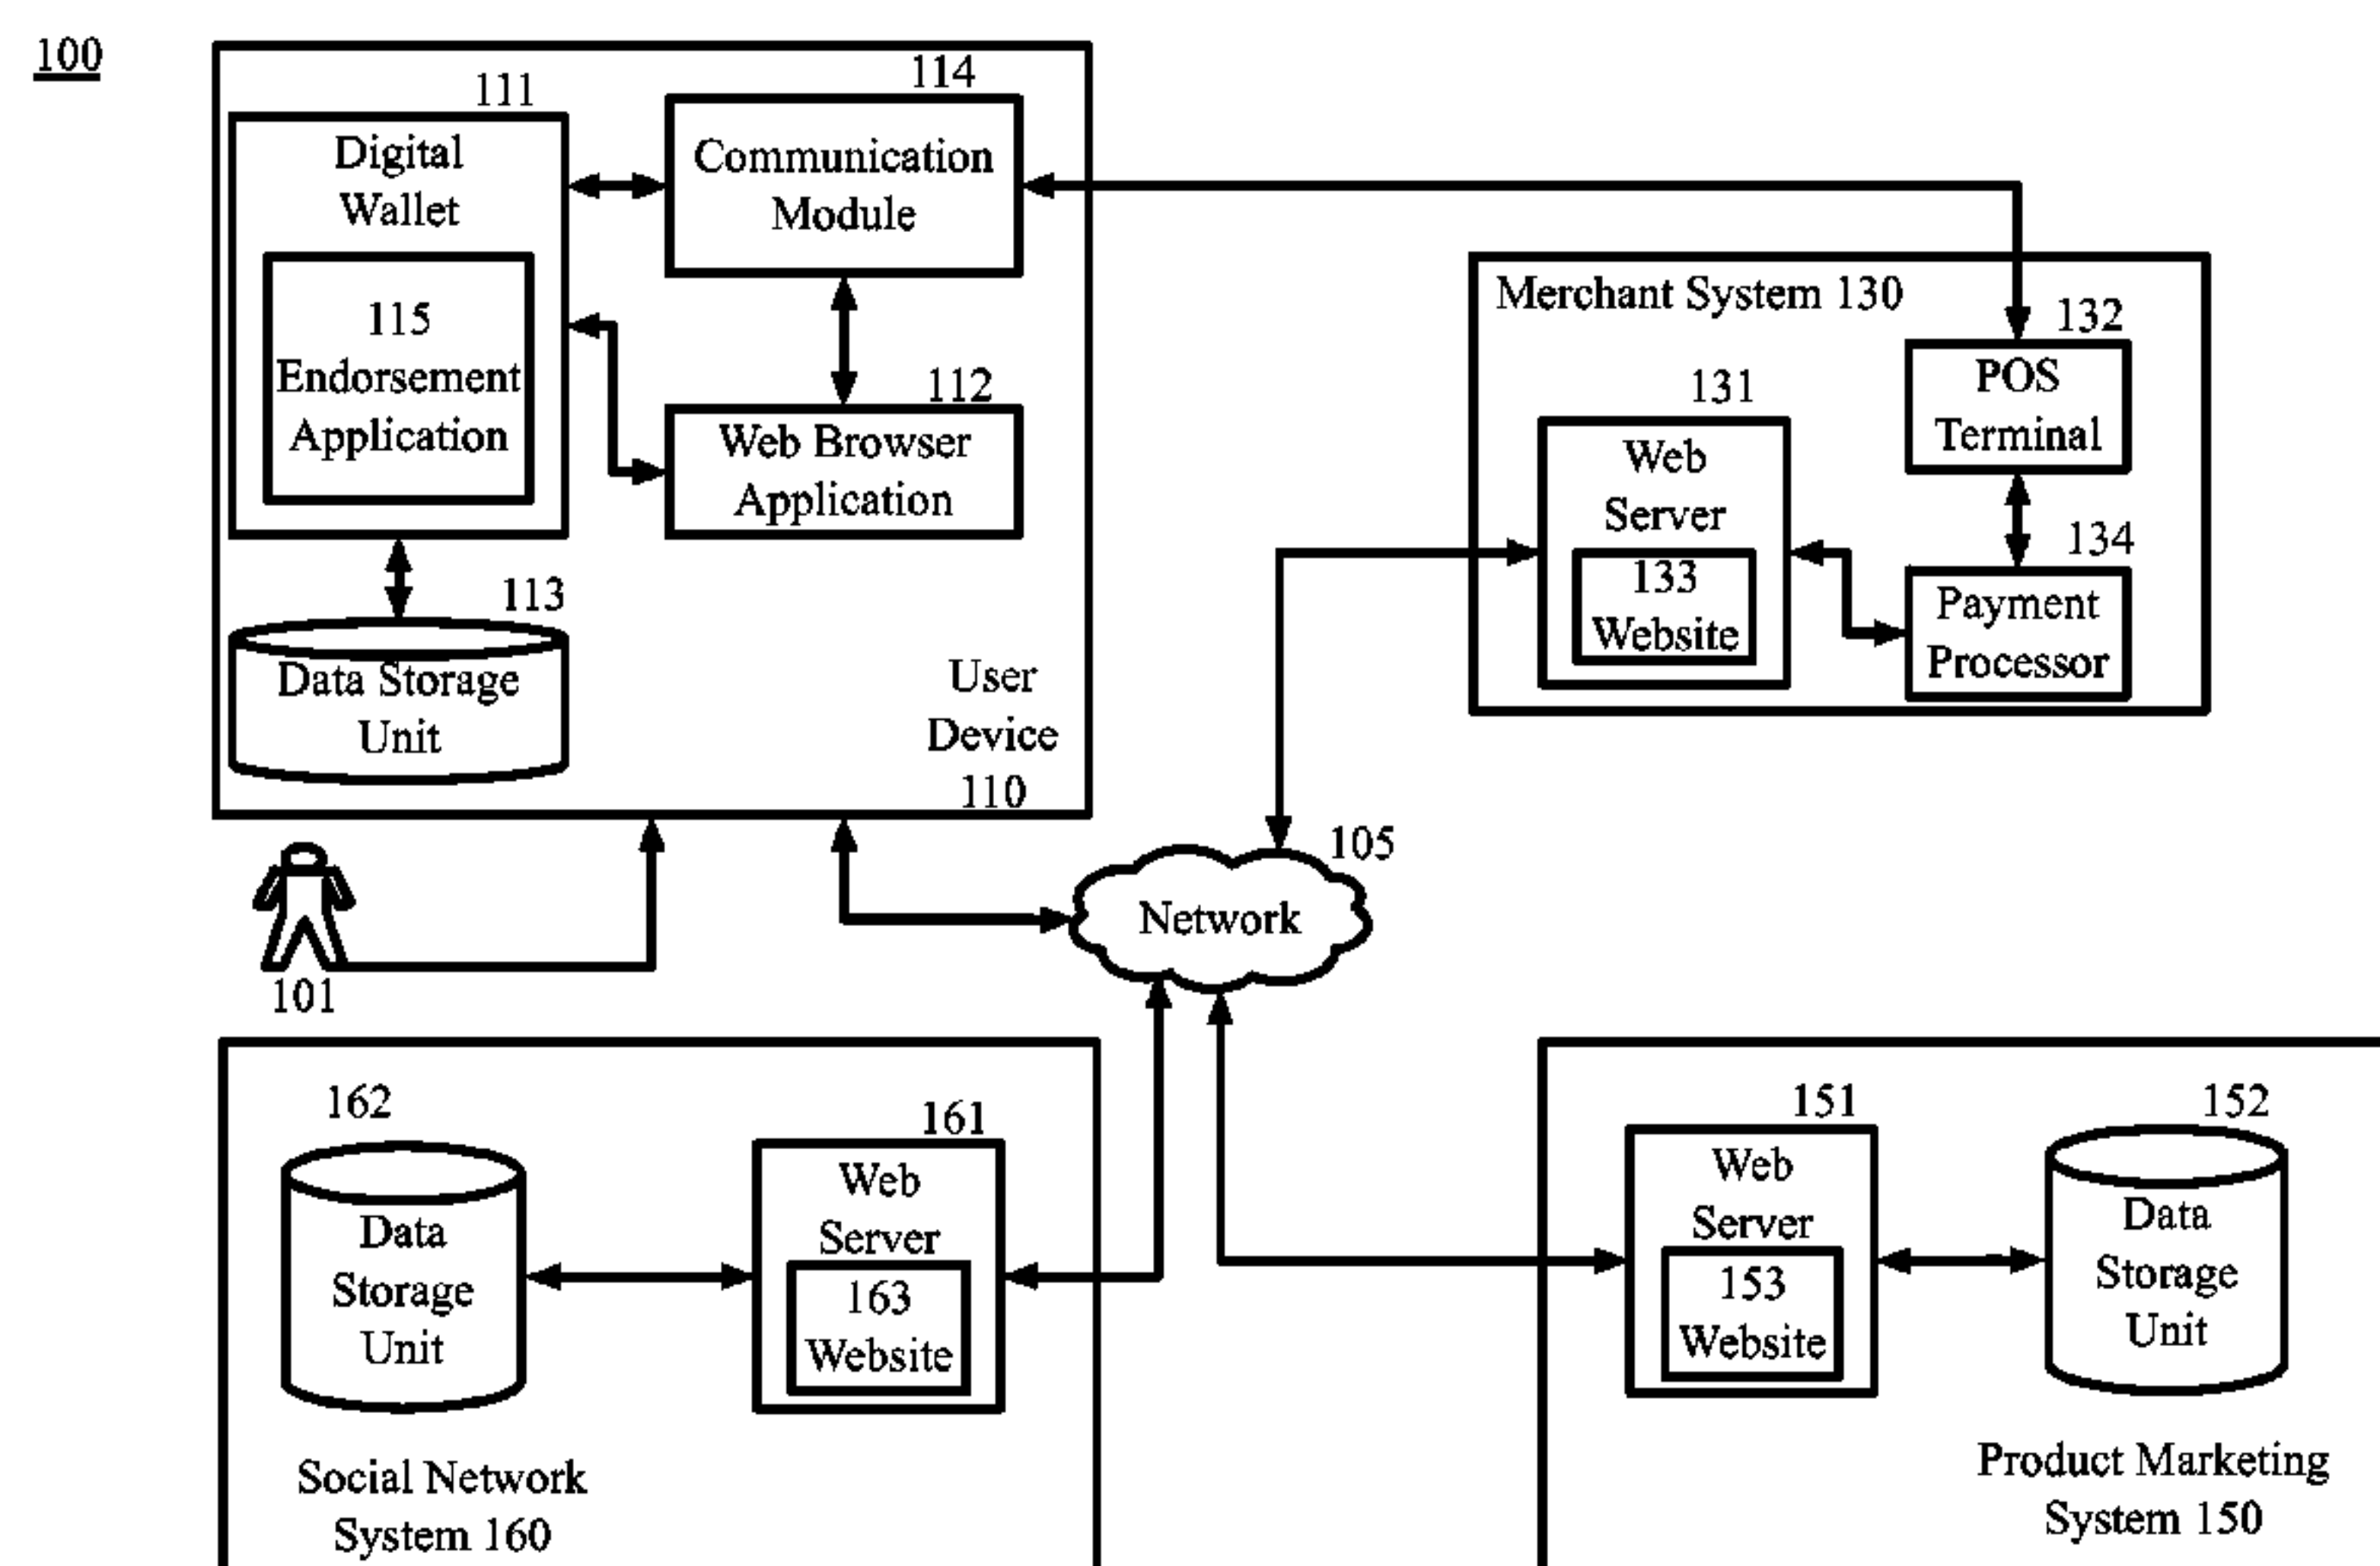 100
111
Digital
Wallet
115
Endorsement
Application
114
Communication
Module
112
Web Browser
Application
113
Data Storage
Unit
User
Device
110
Merchant System 130
132
POS
Terminal
131
Web
Server
133
Website
134
Payment
Processor
101
105
Network
162
Data
Storage
Unit
161
Web
Server
163
Website
Social Network
System 160
151
Web
Server
153
Website
152
Data
Storage
Unit
Product Marketing
System 150